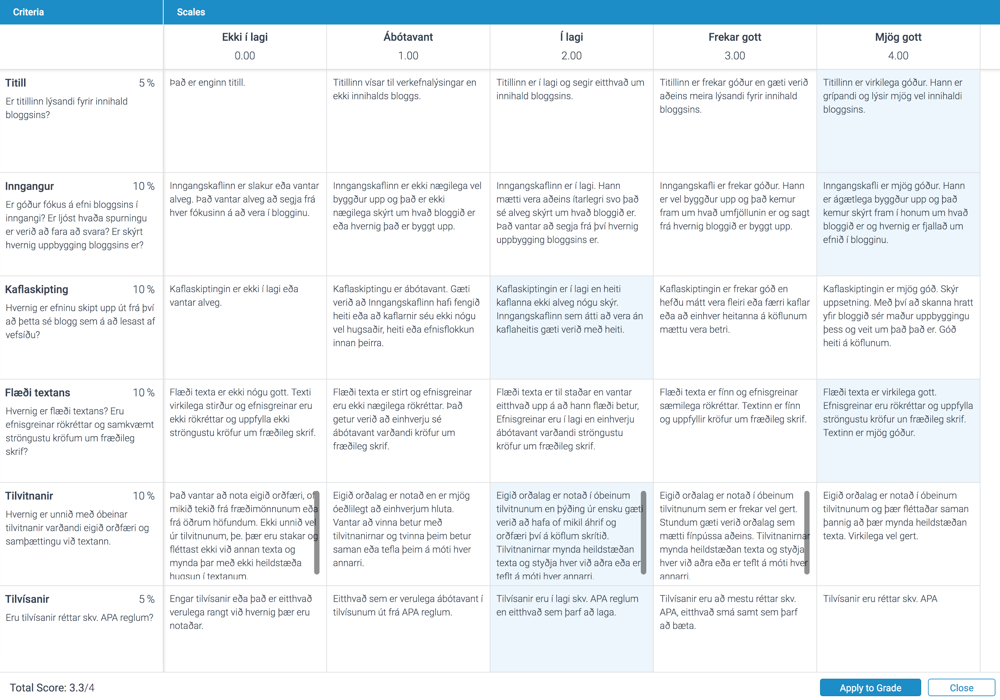 Criteria
Scales
Ekki í lagi
0.00
Ábótavant
1.00
Í lagi
2.00
Frekar gott
3.00
Mjög gott
4.00
Titill 5 %
Er titillinn lýsandi fyrir innihald
bloggsins?
Það er enginn titill.
Titillinn vísar til verkefnalýsingar en
ekki innihalds bloggs.
Titillinn er í lagi og segir eitthvað um
innihald bloggsins.
Titillinn er frekar góður en gæti verið
aðeins meira lýsandi fyrir innihald
bloggsins.
Titillinn er virkilega góður. Hann er
grípandi og lýsir mjög vel innihaldi
bloggsins.
Inngangur 10 %
Er góður fókus á efni bloggsins í
inngangi? Er ljóst hvaða spurningu
er verið að fara að svara? Er skýrt
hvernig uppbygging bloggsins er?
Inngangskaflinn er slakur eða vantar
alveg. Það vantar alveg að segja frá
hver fókusinn á að vera í blogginu.
Inngangskaflinn er ekki nægilega vel
byggður upp og það er ekki
nægilega skýrt um hvað bloggið er
eða hvernig það er byggt upp.
Inngangskaflinn er í lagi. Hann
mætti vera aðeins ítarlegri svo það
sé alveg skýrt um hvað bloggið er.
Það vantar að segja frá því hvernig
uppbygging bloggsins er.
Inngangskafli er frekar góður. Hann
er vel byggður upp og það kemur
fram um hvað umfjöllunin er og sagt
frá hvernig bloggið er byggt upp.
Inngangskafli er mjög góður. Hann
er ágætlega byggður upp og það
kemur skýrt fram í honum um hvað
bloggið er og hvernig er fjallað um
efnið í blogginu.
Kaflaskipting 10 %
Hvernig er efninu skipt upp út frá því
að þetta sé blogg sem á að lesast af
vefsíðu?
Kaflaskiptingin er ekki í lagi eða
vantar alveg.
Kaflaskiptingu er ábótavant. Gæti
verið að Inngangskaflinn hafi fengið
heiti eða að kaflarnir séu ekki nógu
vel hugsaðir, heiti eða efnisflokkun
innan þeirra.
Kaflaskiptingin er í lagi en heiti
kaflanna ekki alveg nógu skýr.
Inngangskaflinn sem átti að vera án
kaflaheitis gæti verið með heiti.
Kaflaskiptingin er frekar góð en
hefðu mátt vera fleiri eða færri kaflar
eða að einhver heitanna á köflunum
mættu vera betri.
Kaflaskiptingin er mjög góð. Skýr
uppsetning. Með því að skanna hratt
yfir bloggið sér maður uppbyggingu
þess og veit um það það er. Góð
heiti á köflunum.
Flæði textans 10 %
Hvernig er flæði textans? Eru
efnisgreinar rökréttar og samkvæmt
ströngustu kröfum um fræðileg
skrif?
Flæði texta er ekki nógu gott. Texti
virkilega stirður og efnisgreinar eru
ekki rökréttar og uppfylla ekki
ströngustu kröfur um fræðileg skrif.
Flæði texta er stirt og efnisgreinar
eru ekki nægilega rökréttar. Það
getur verið að einhverju sé
ábótavant varðandi kröfur um
fræðileg skrif.
Flæði texta er til staðar en vantar
eitthvað upp á að hann flæði betur,
Efnisgreinar eru í lagi en einhverju
ábótavant varðandi ströngustu
kröfur um fræðileg skrif.
Flæði texta er fínn og efnisgreinar
sæmilega rökréttar. Textinn er fínn
og uppfyllir kröfur um fræðileg skrif.
Flæði texta er virkilega gott.
Efnisgreinar eru rökréttar og uppfylla
ströngustu kröfur un fræðileg skrif.
Textinn er mjög góður.
Tilvitnanir 10 %
Hvernig er unnið með óbeinar
tilvitnanir varðandi eigið orðfæri og
samþættingu við textann.
Það vantar að nota eigið orðfæri, of
mikið tekið frá fræðimönnunum eða
frá öðrum höfundum. Ekki unnið vel
úr tilvitnunum, þe. þær eru stakar og
fléttast ekki við annan texta og
mynda þar með ekki heildstæða
hugsun í textanum.
Eigið orðalag er notað en er mjög
óeðlilegt að einhverjum hluta.
Vantar að vinna betur með
tilvitnanirnar og tvinna þeim betur
saman eða tefla þeim á móti hver
annarri.
Eigið orðalag er notað í óbeinum
tilvitnunum en þýðing úr ensku gæti
verið að hafa of mikil áhrif og
orðfæri því á köflum skrítið.
Tilvitnanirnar mynda heildstæðan
texta og styðja hver við aðra eða er
teflt á móti hver annarri.
Eigið orðalag er notað í óbeinum
tilvitnunum sem er frekar vel gert.
Stundum gæti verið orðalag sem
mætti fínpússa aðeins. Tilvitnanirnar
mynda heildstæðan texta og styðja
hver við aðra eða er teflt á móti hver
annarri.
Eigið orðalag er notað í óbeinum
tilvitnunum og þær fléttaðar saman
þannig að þær mynda heildstæðan
texta. Virkilega vel gert.
Tilvísanir 5 %
Eru tilvísanir réttar skv. APA reglum?
Engar tilvísanir eða það er eitthvað
verulega rangt við hvernig þær eru
notaðar.
Eitthvað sem er verulega ábótavant í
tilvísunum út frá APA reglum.
Tilvísanir eru í lagi skv. APA reglum
en eitthvað sem þarf að laga.
Tilvísanir eru að mestu réttar skv.
APA, eitthvað smá samt sem þarf
að bæta.
Tilvísanir eru réttar skv. APA
Total Score: 3.3/4
Apply to Grade
Close